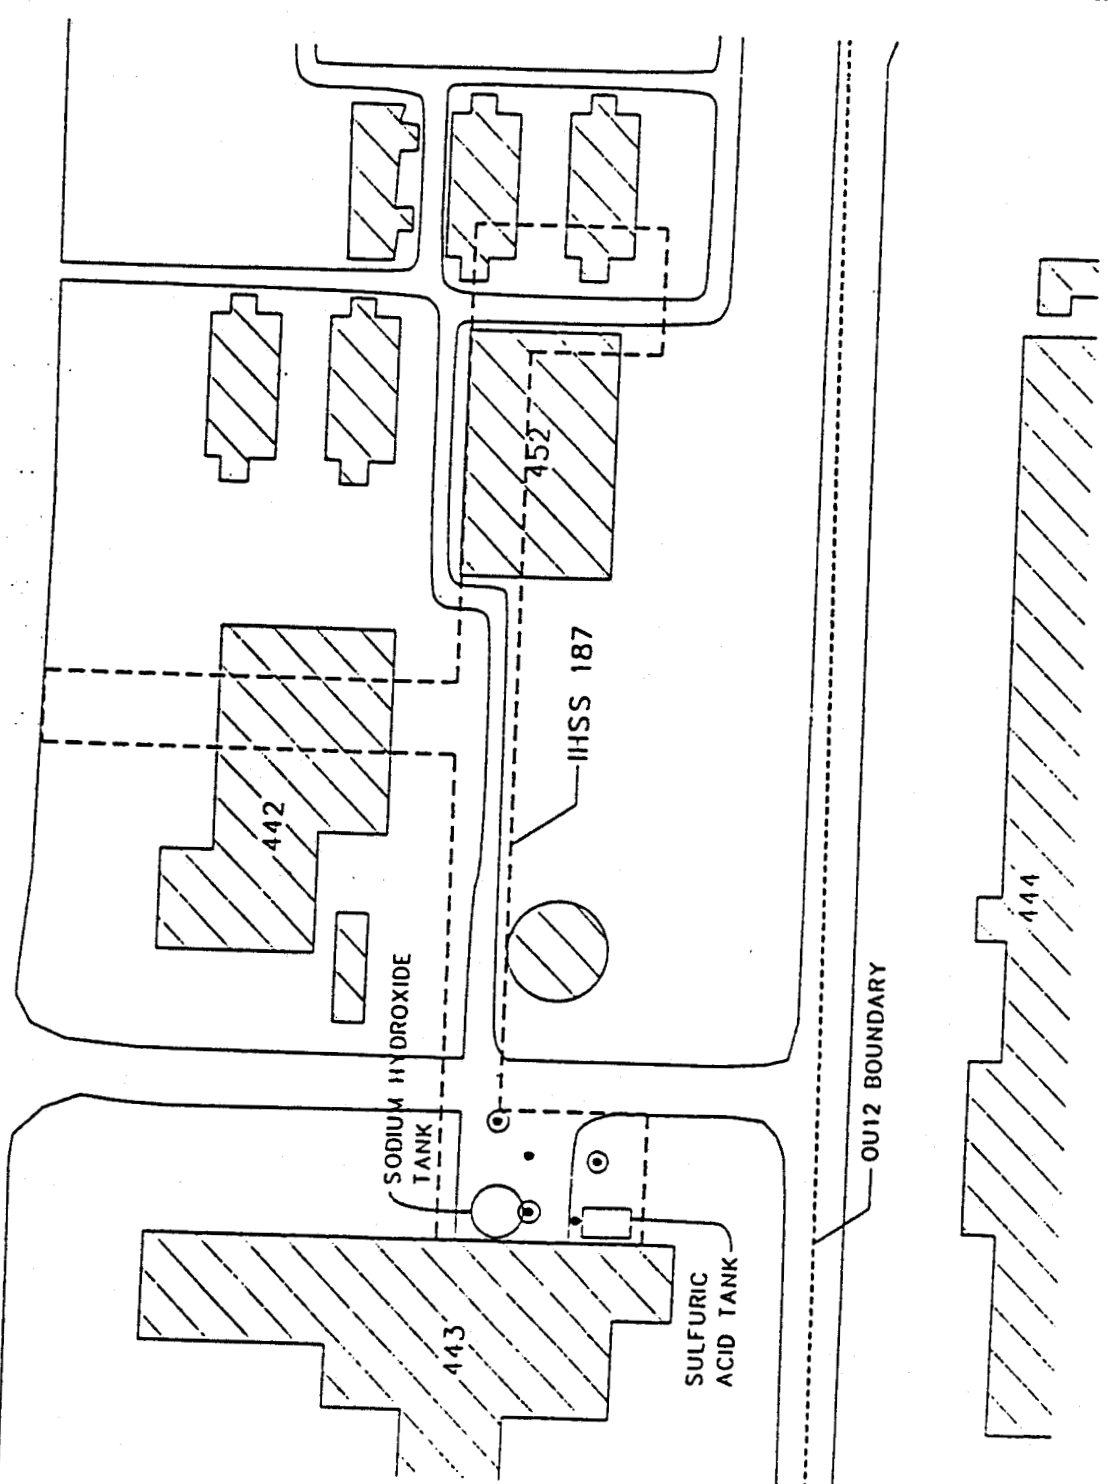 452
IHSS 187
442
444
SODIUM HYDROXIDE
TANK
OU12 BOUNDARY
443
SULFURIC
ACID TANK